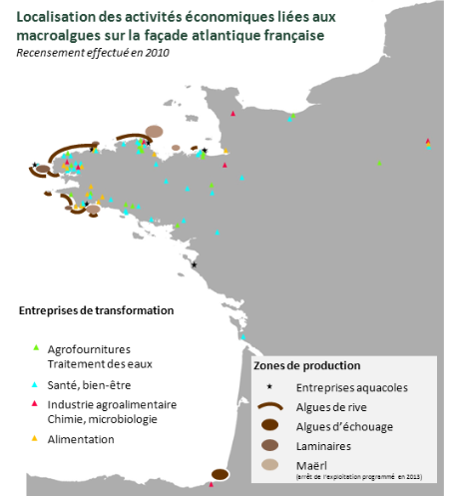 Localisation des activités économiques liées aux
macroalgues sur la façade atlantique française
Recensement effectué en 2010
Entreprises de transformation
Agrofournitures
Traitement des eaux
Santé, bien-être
Industrie agroalimentaire
Chimie, microbiologie
Alimentation
Zones de production
Entreprises aquacoles
Algues de rive
Algues d'échouage
Laminaires
Maërl
(arrêt de l'exploitation programmé en 2013)